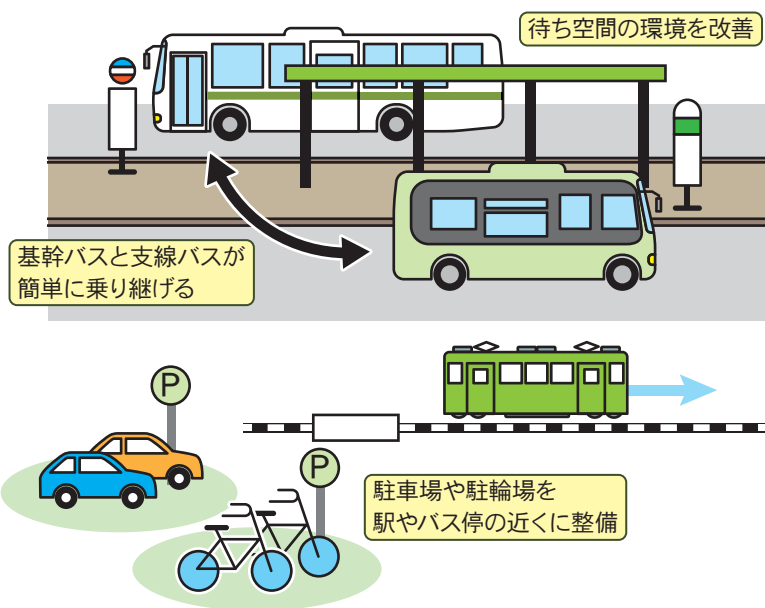 待ち空間の環境を改善
基幹バスと支線バスが
簡単に乗り継げる
P
P
駐車場や駐輪場を
駅やバス停の近くに整備